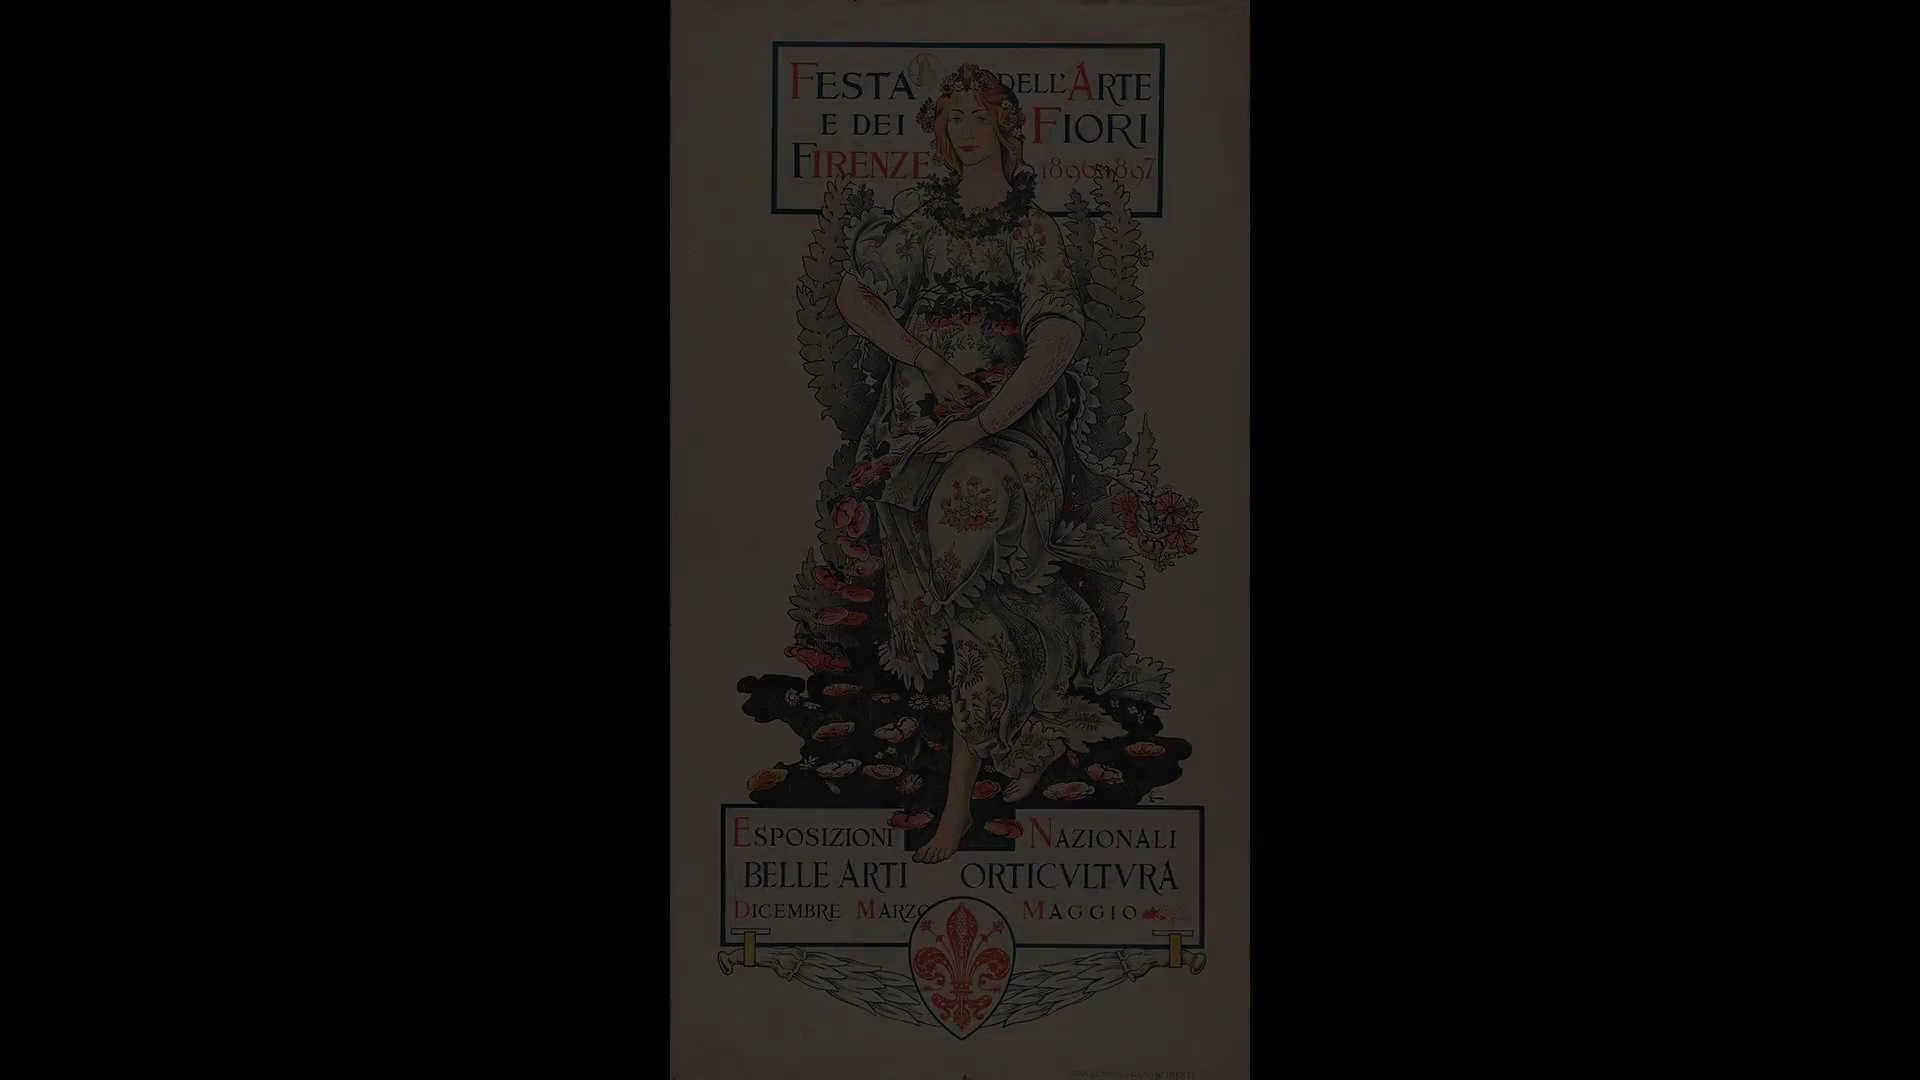 FESTA DELL'ARTE
E DEI FIORI
FIRENZE 1896-1897
ESPOSIZIONI NAZIONALI
BELLE ARTI ORTICVLTVRA
DICEMBRE MARZO MAGGIO